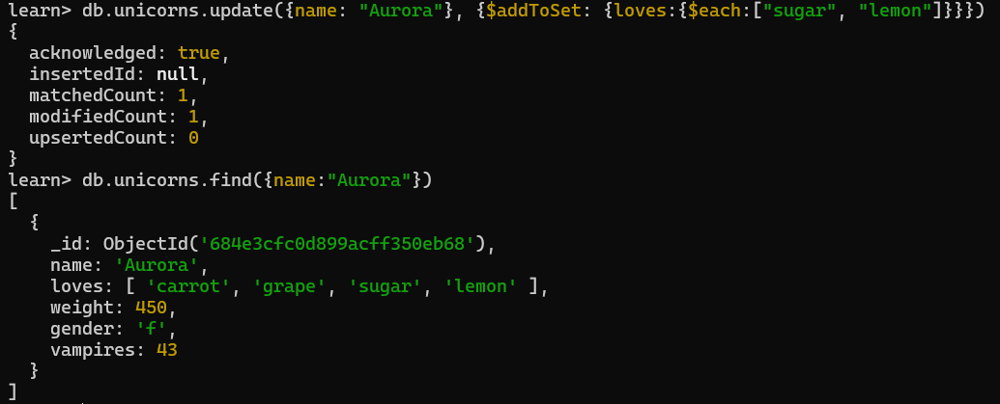 learn> db.unicorns.update({name: "Aurora"}, {$addToSet: {loves:{$each:["sugar", "lemon"]}}})
{
  acknowledged: true,
  insertedId: null,
  matchedCount: 1,
  modifiedCount: 1,
  upsertedCount: 0
}
learn> db.unicorns.find({name:"Aurora"})
[
  {
    _id: ObjectId('684e3cfc0d899acff350eb68'),
    name: 'Aurora',
    loves: [ 'carrot', 'grape', 'sugar', 'lemon' ],
    weight: 450,
    gender: 'f',
    vampires: 43
  }
]